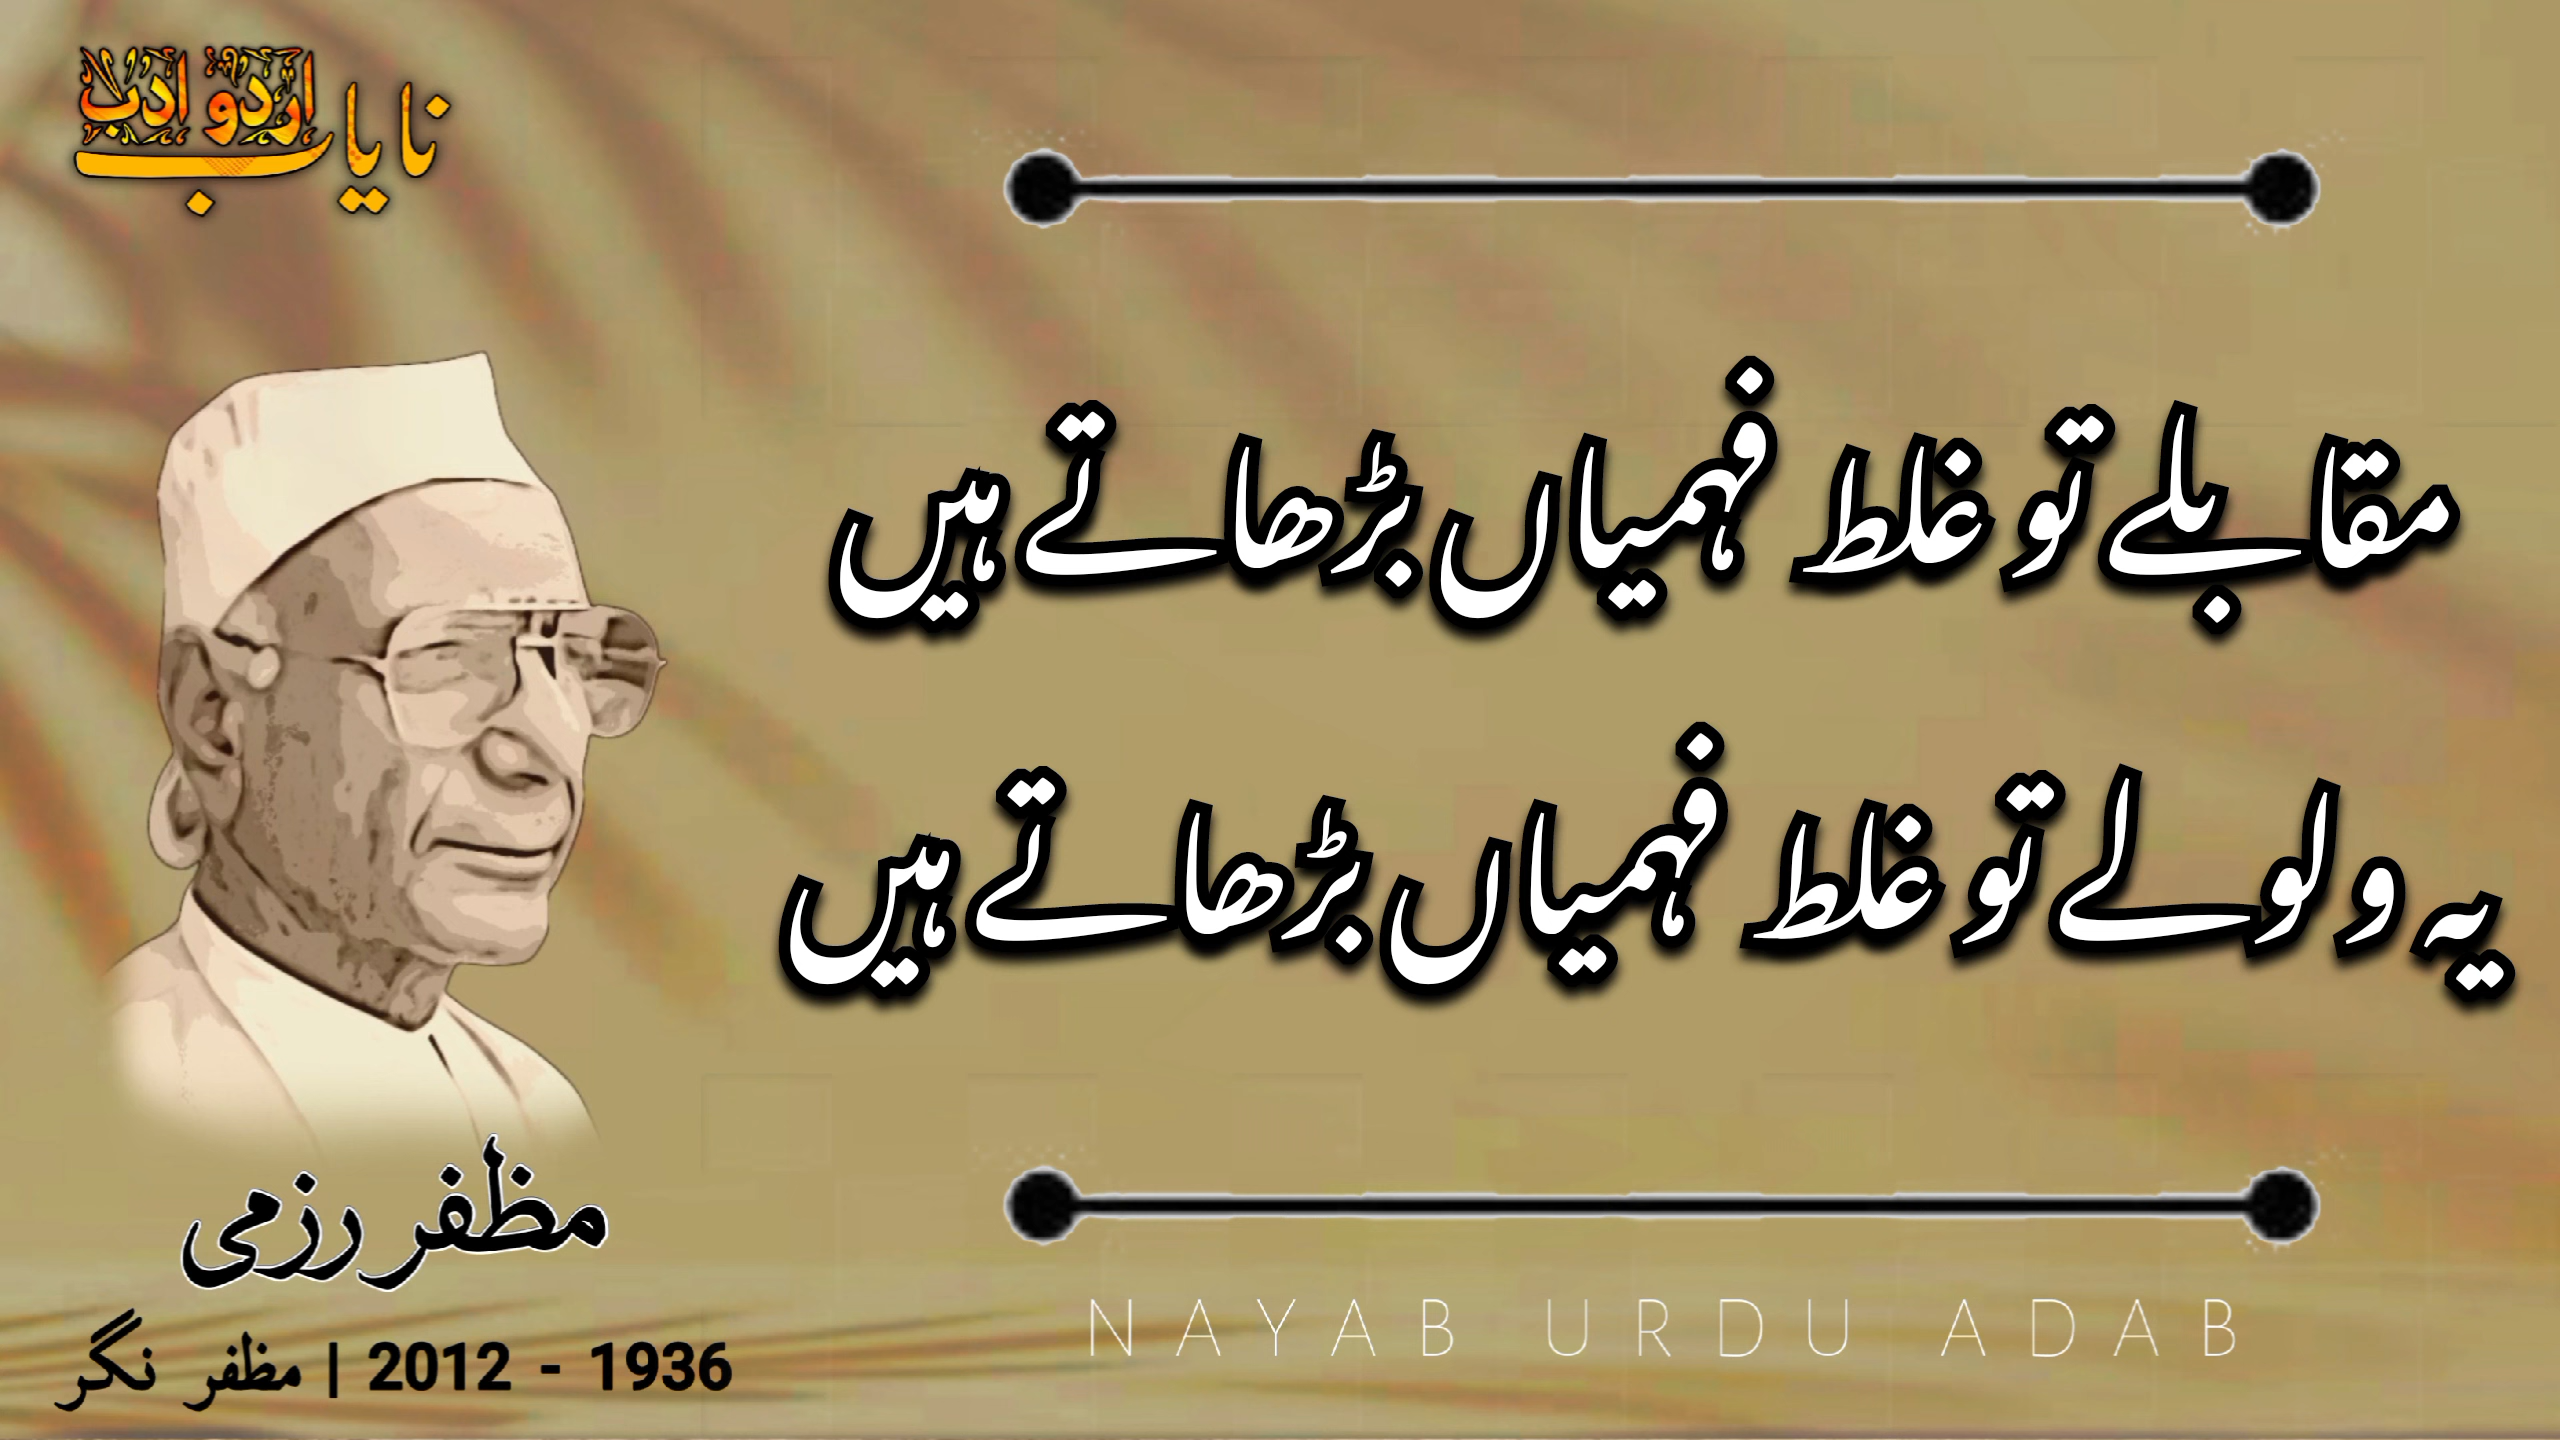 نایاب اردو ادب
مقابلے تو غلط فہمیاں بڑھاتے ہیں
یہ ولولے تو غلط فہمیاں بڑھاتے ہیں
مظفر رزمی
1936 - 2012 | مظفر نگر
NAYAB URDU ADAB